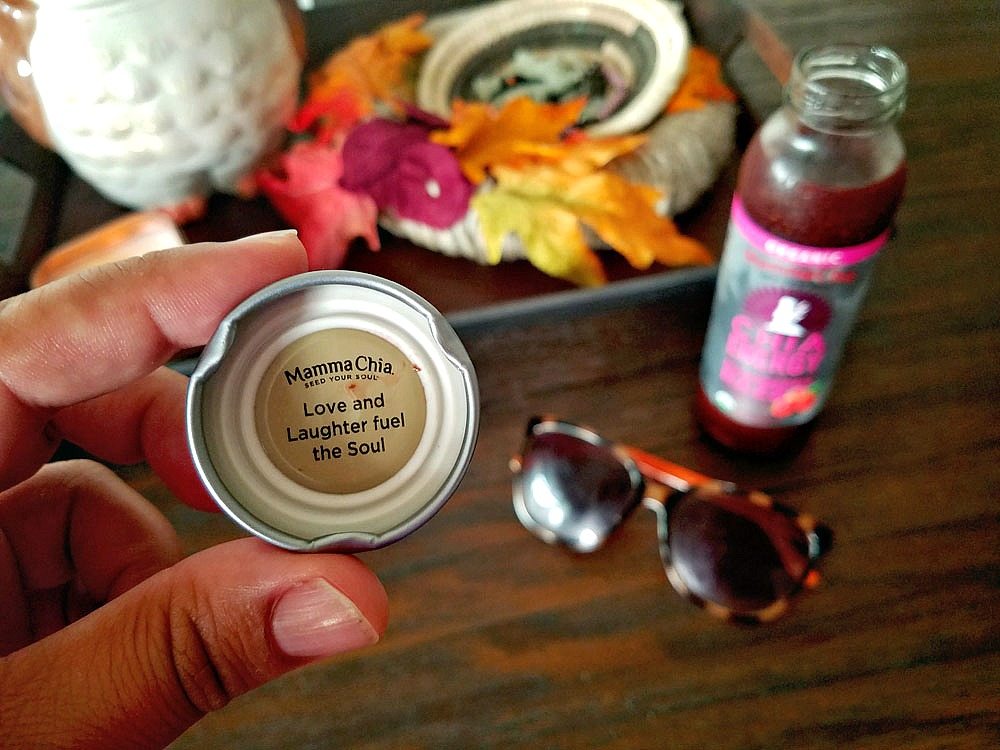 Mamma Chia
SEED YOUR SOUL
Love and
Laughter fuel
the Soul
ORGANIC
CHIA
ENERGY